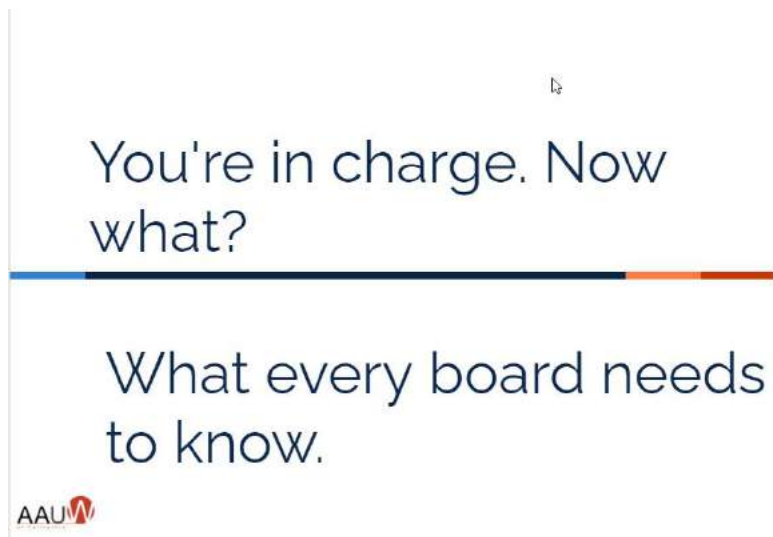 You're in charge. Now
what?
What every board needs
to know.
AAUW